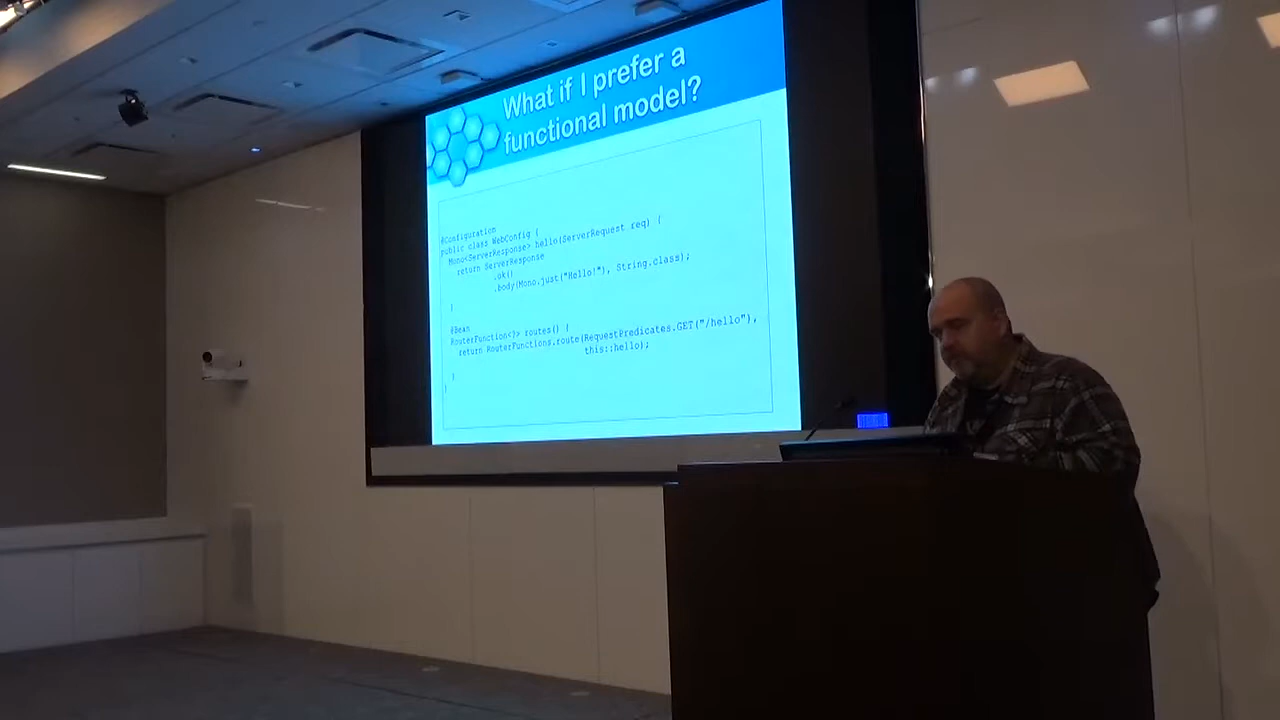 What if I prefer a
functional model?
@Configuration
public class WebConfig {
Mono<ServerResponse> hello(ServerRequest req) {
return ServerResponse
.ok()
.body(Mono.just("Hello!"), String.class);
}
@Bean
RouterFunction<?> routes() {
return RouterFunctions.route(RequestPredicates.GET("/hello"),
this::hello);
}
}